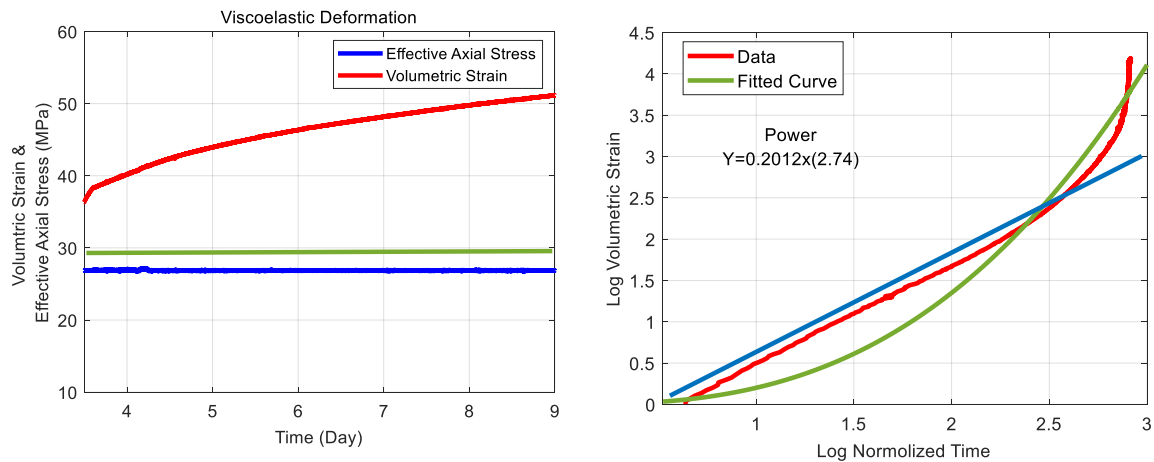 Viscoelastic Deformation
Volumtric Strain &
Effective Axial Stress (MPa)
60
50
40
30
20
10
Effective Axial Stress
Volumetric Strain
4
5
6
7
8
9
Time (Day)
Log Volumetric Strain
4.5
4
3.5
3
2.5
2
1.5
1
0.5
0
Data
Fitted Curve
Power
Y=0.2012x(2.74)
1
1.5
2
2.5
3
Log Normolized Time